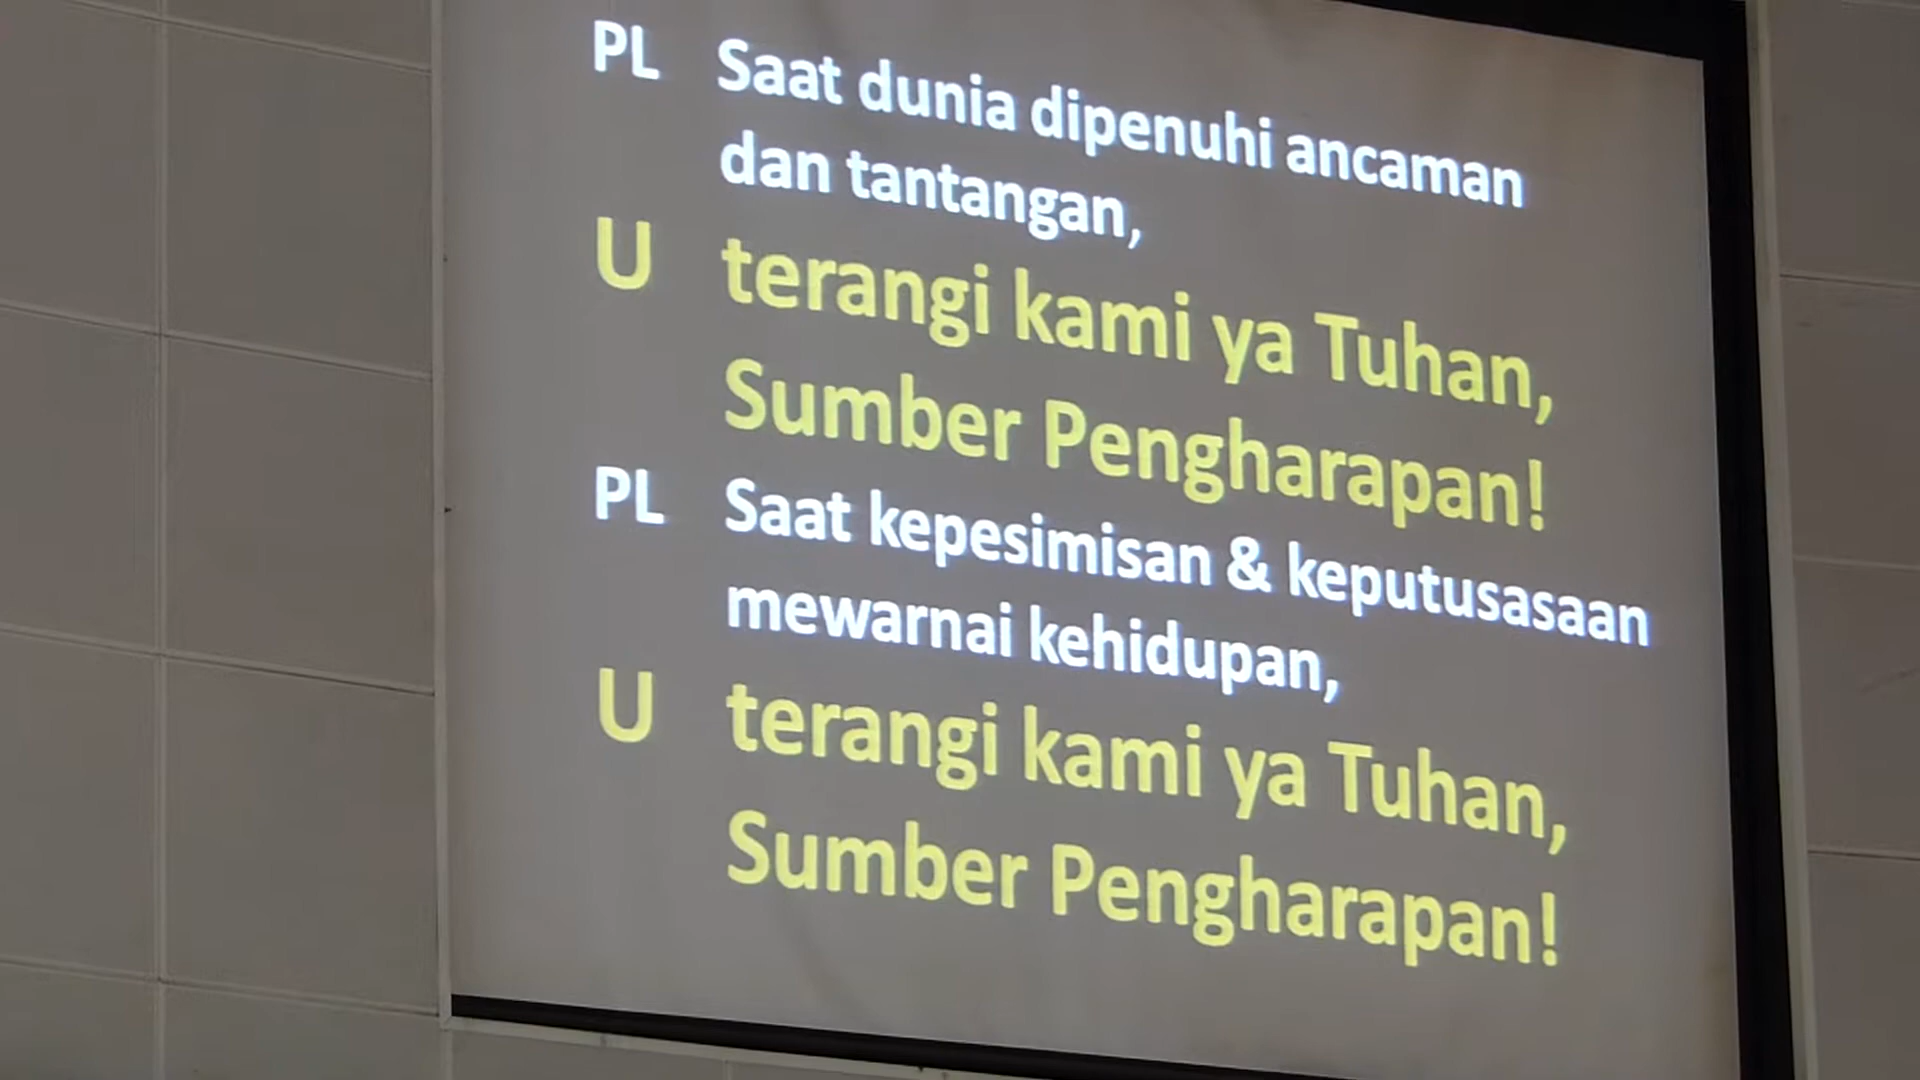 PL Saat dunia dipenuhi ancaman
dan tantangan,
U terangi kami ya Tuhan,
Sumber Pengharapan!
PL Saat kepesimisan & keputusasaan
mewarnai kehidupan,
U terangi kami ya Tuhan,
Sumber Pengharapan!